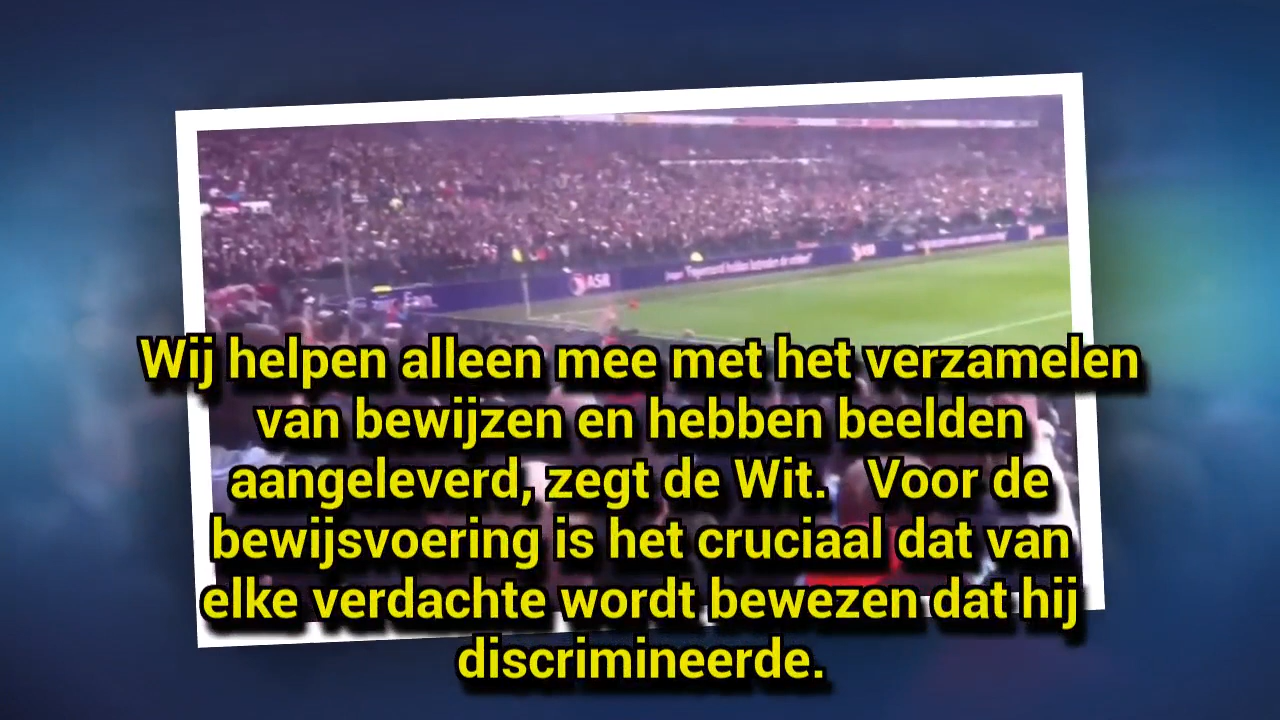 ASR
Wij helpen alleen mee met het verzamelen
van bewijzen en hebben beelden
aangeleverd, zegt de Wit. Voor de
bewijsvoering is het cruciaal dat van
elke verdachte wordt bewezen dat hij
discrimineerde.